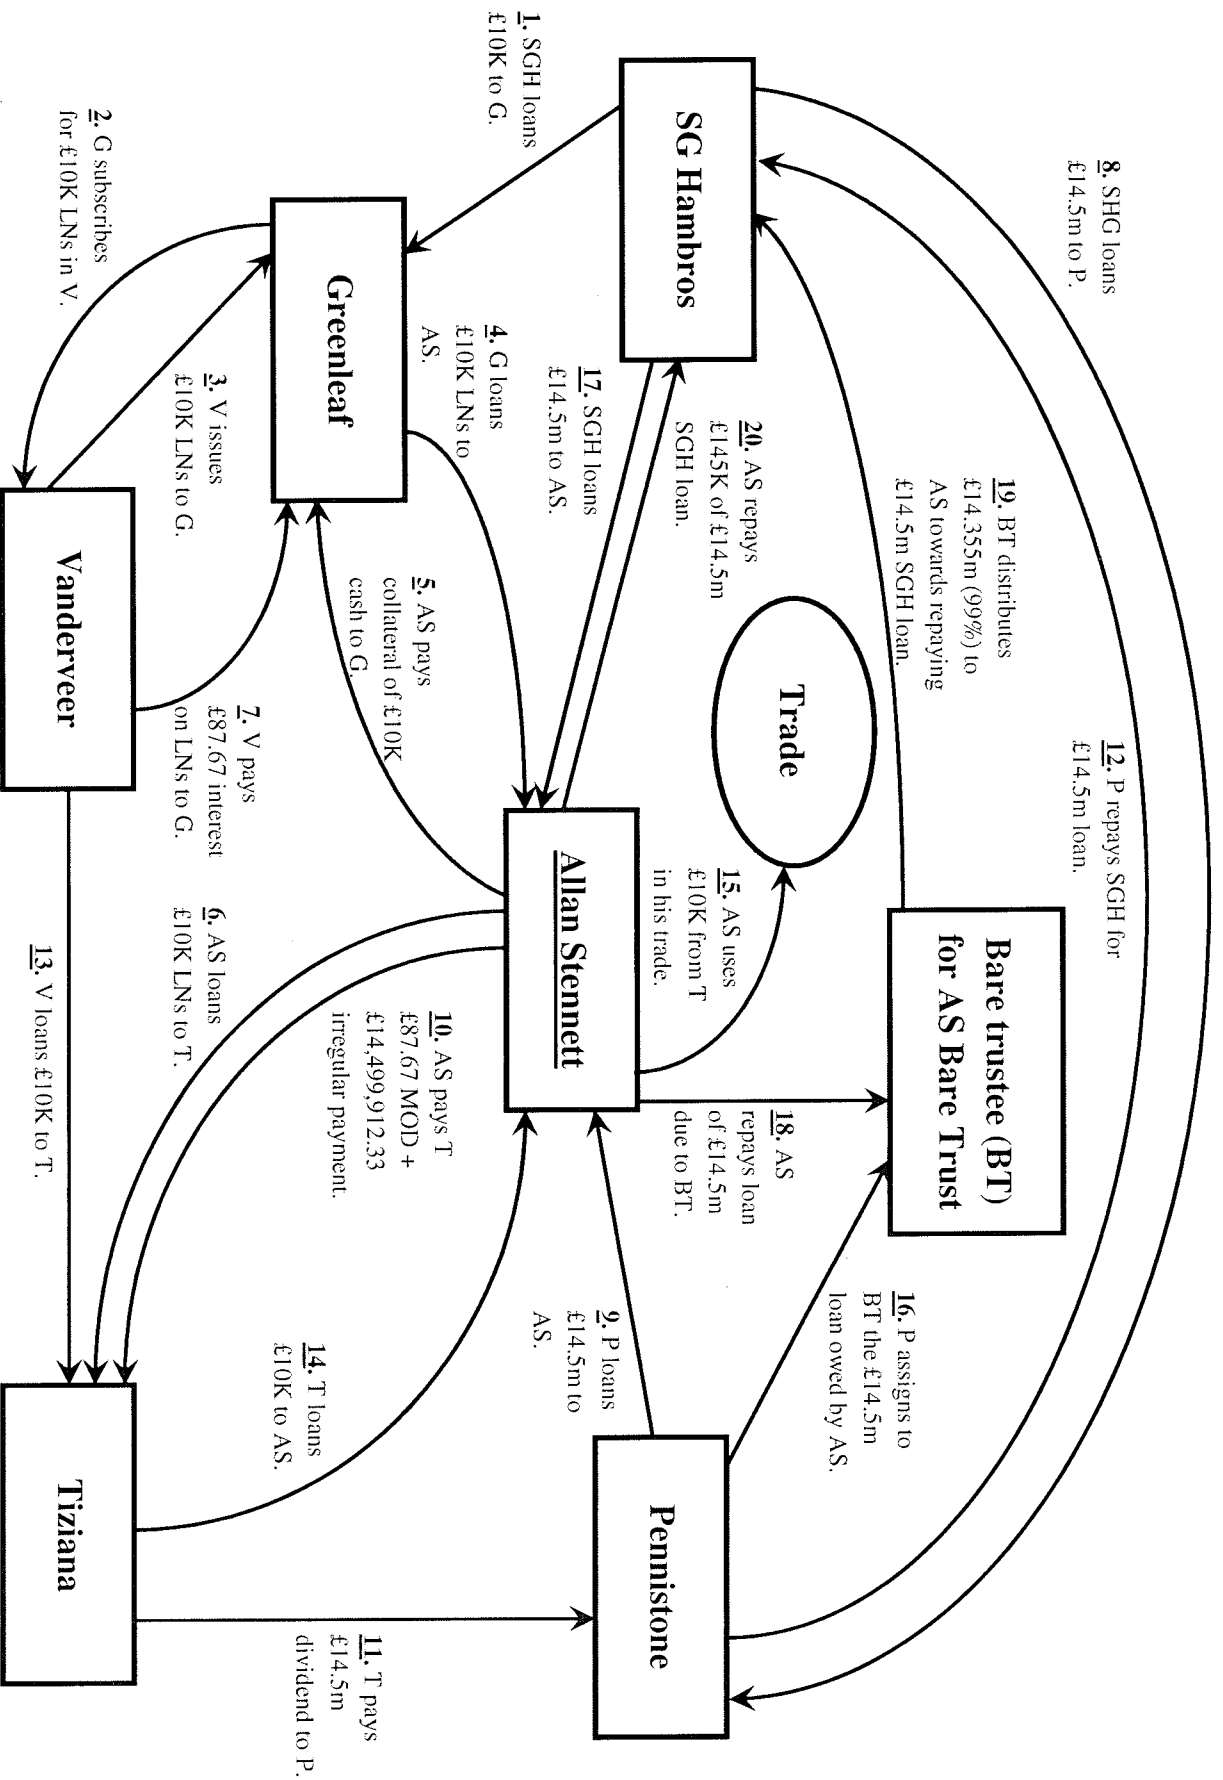 8. SHG loans
£14.5m to P.
12. P repays SGH for
£14.5m loan.
19. BT distributes
£14.355m (99%) to
AS towards repaying
£14.5m SGH loan.
Bare trustee (BT)
for AS Bare Trust
16. P assigns to
BT the £14.5m
loan owed by AS.
SG Hambros
20. AS repays
£145K of £14.5m
SGH loan.
Trade
15. AS uses
£10K from T
in his trade.
18. AS
repays loan
of £14.5m
due to BT.
Pennistone
1. SGH loans
£10K to G.
17. SGH loans
£14.5m to AS.
Allan Stennett
9. P loans
£14.5m to
AS.
4. G loans
£10K LNs to
AS.
Greenleaf
5. AS pays
collateral of £10K
cash to G.
10. AS pays T
£87.67 MOD +
£14,499,912.33
irregular payment.
14. T loans
£10K to AS.
11. T pays
£14.5m
dividend to P.
2. G subscribes
for £10K LNs in V.
3. V issues
£10K LNs to G.
7. V pays
£87.67 interest
on LNs to G.
6. AS loans
£10K LNs to T.
Vanderveer
13. V loans £10K to T.
Tiziana